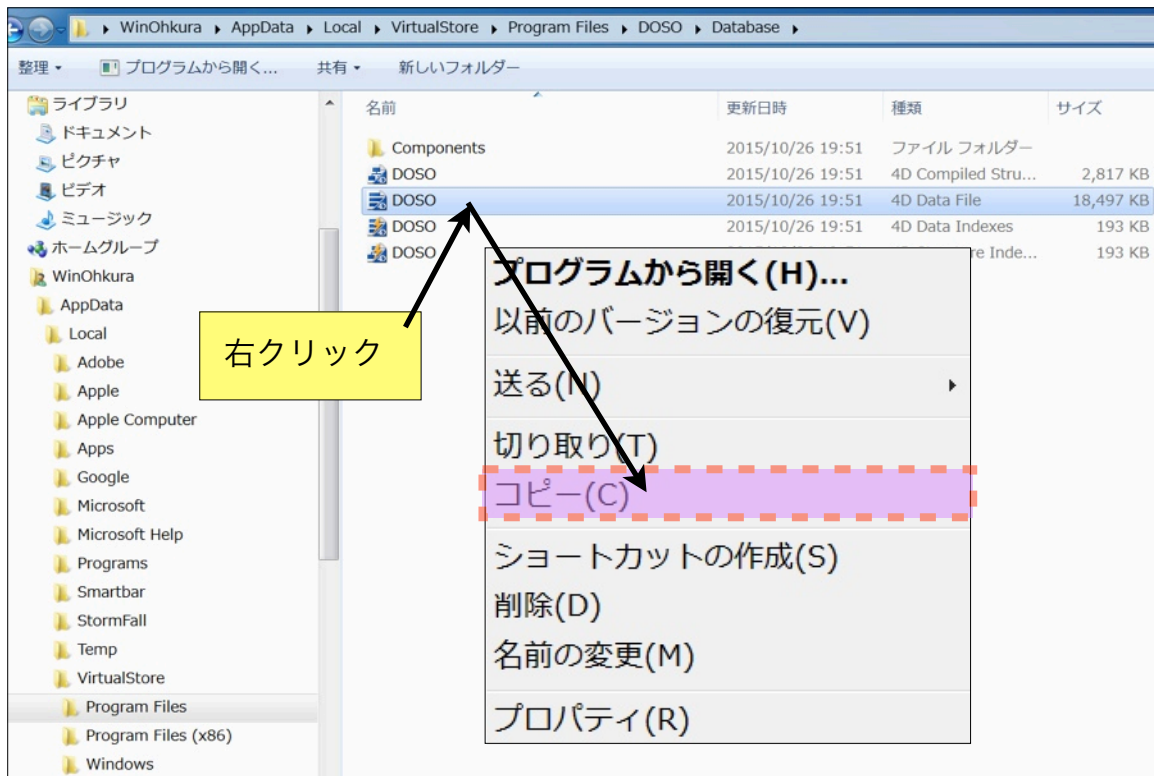 WinOhkura ▸ AppData ▸ Local ▸ VirtualStore ▸ Program Files ▸ DOSO ▸ Database ▸
整理 プログラムから開く... 共有 新しいフォルダー
名前 更新日時 種類 サイズ
ライブラリ
ドキュメント
ピクチャ
ビデオ
ミュージック
ホームグループ
WinOhkura
AppData
Local
Adobe
Apple
Apple Computer
Apps
Google
Microsoft
Microsoft Help
Programs
Smartbar
StormFall
Temp
VirtualStore
Program Files
Program Files (x86)
Windows
Components 2015/10/26 19:51 ファイル フォルダー
DOSO 2015/10/26 19:51 4D Compiled Stru... 2,817 KB
DOSO 2015/10/26 19:51 4D Data File 18,497 KB
DOSO 2015/10/26 19:51 4D Data Indexes 193 KB
DOSO re Inde... 193 KB
右クリック
プログラムから開く(H)...
以前のバージョンの復元(V)
送る(N)
切り取り(T)
コピー(C)
ショートカットの作成(S)
削除(D)
名前の変更(M)
プロパティ(R)